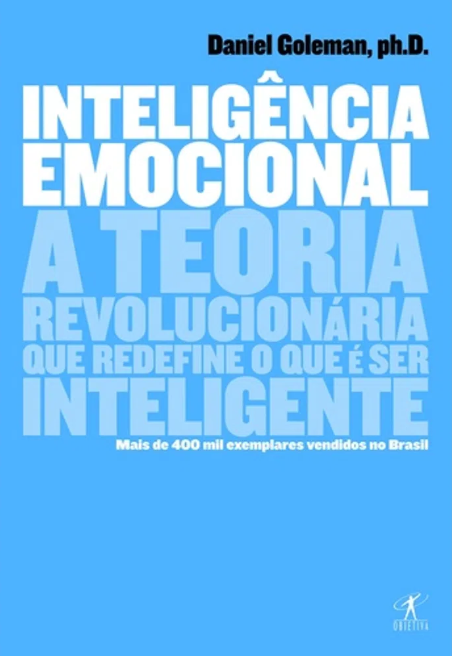 Daniel Goleman, ph.D.
INTELIGÊNCIA
EMOCIONAL
A TEORIA
REVOLUCIONÁRIA
QUE REDEFINE O QUE É SER
INTELIGENTE
Mais de 400 mil exemplares vendidos no Brasil
OBJETIVA